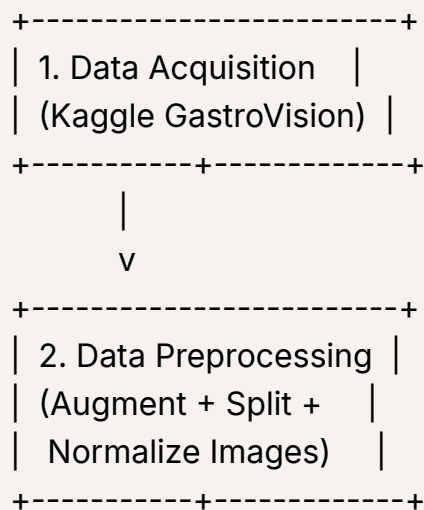 +------------------------+
| 1. Data Acquisition    |
| (Kaggle GastroVision)  |
+-----------+-------------+
|
v
+------------------------+
| 2. Data Preprocessing  |
| (Augment + Split +     |
|  Normalize Images)     |
+-----------+-------------+